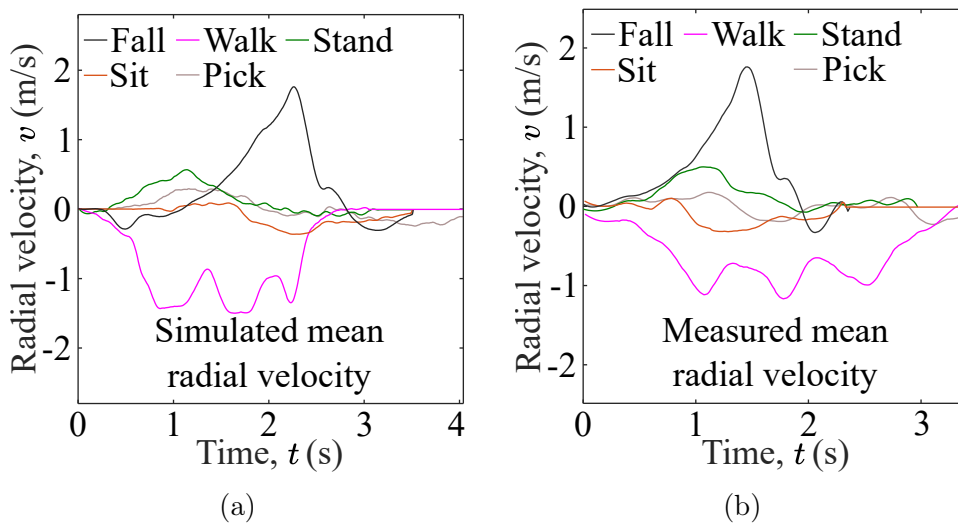 Fall Walk Stand
Sit Pick
Radial velocity, v (m/s)
2
1
0
-1
-2
Simulated mean
radial velocity
0 1 2 3 4
Time, t (s)
(a)
Fall Walk Stand
Sit Pick
Radial velocity, v (m/s)
2
1
0
-1
-2
Measured mean
radial velocity
0 1 2 3
Time, t (s)
(b)